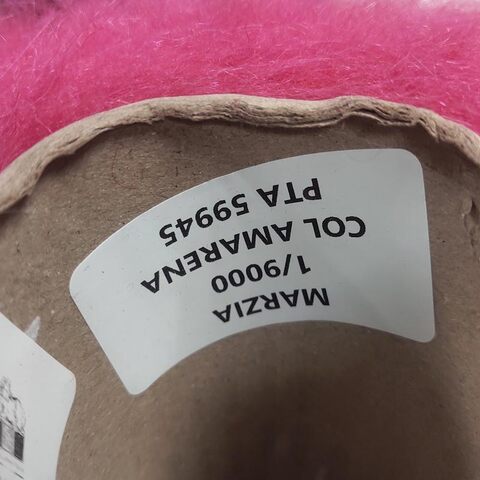 MARZIA
1/9000
COL AMARENA
PTA 59945